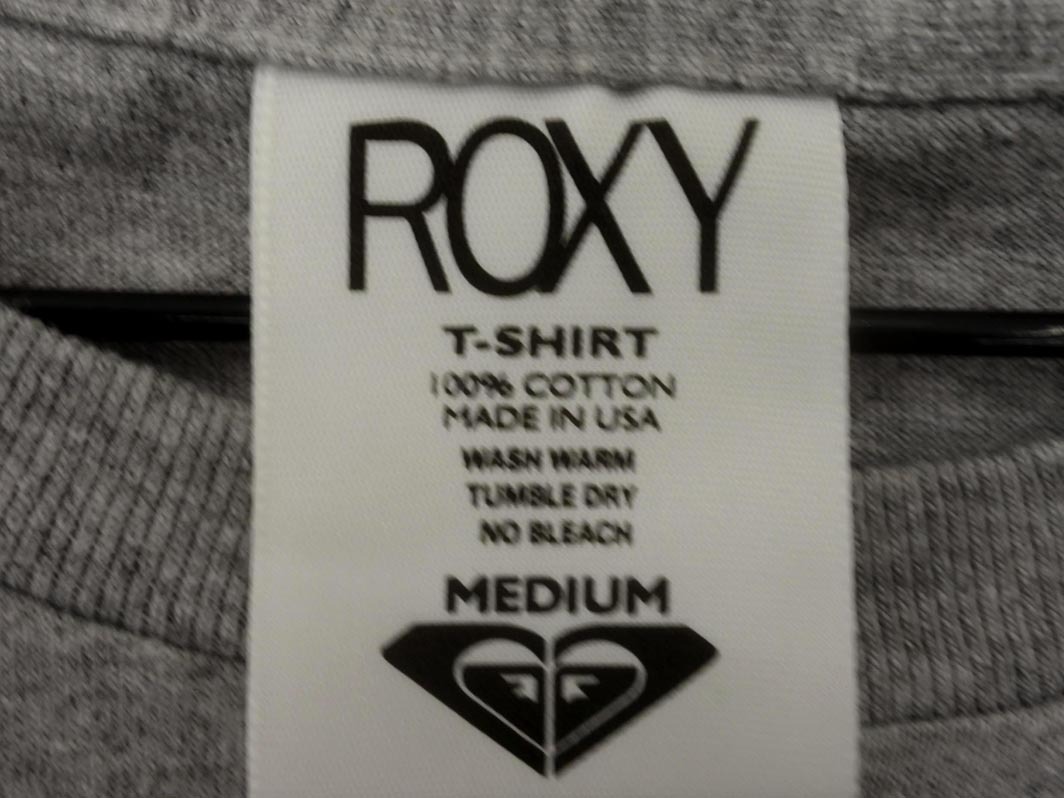 ROXY
T-SHIRT
100% COTTON
MADE IN USA
WASH WARM
TUMBLE DRY
NO BLEACH
MEDIUM